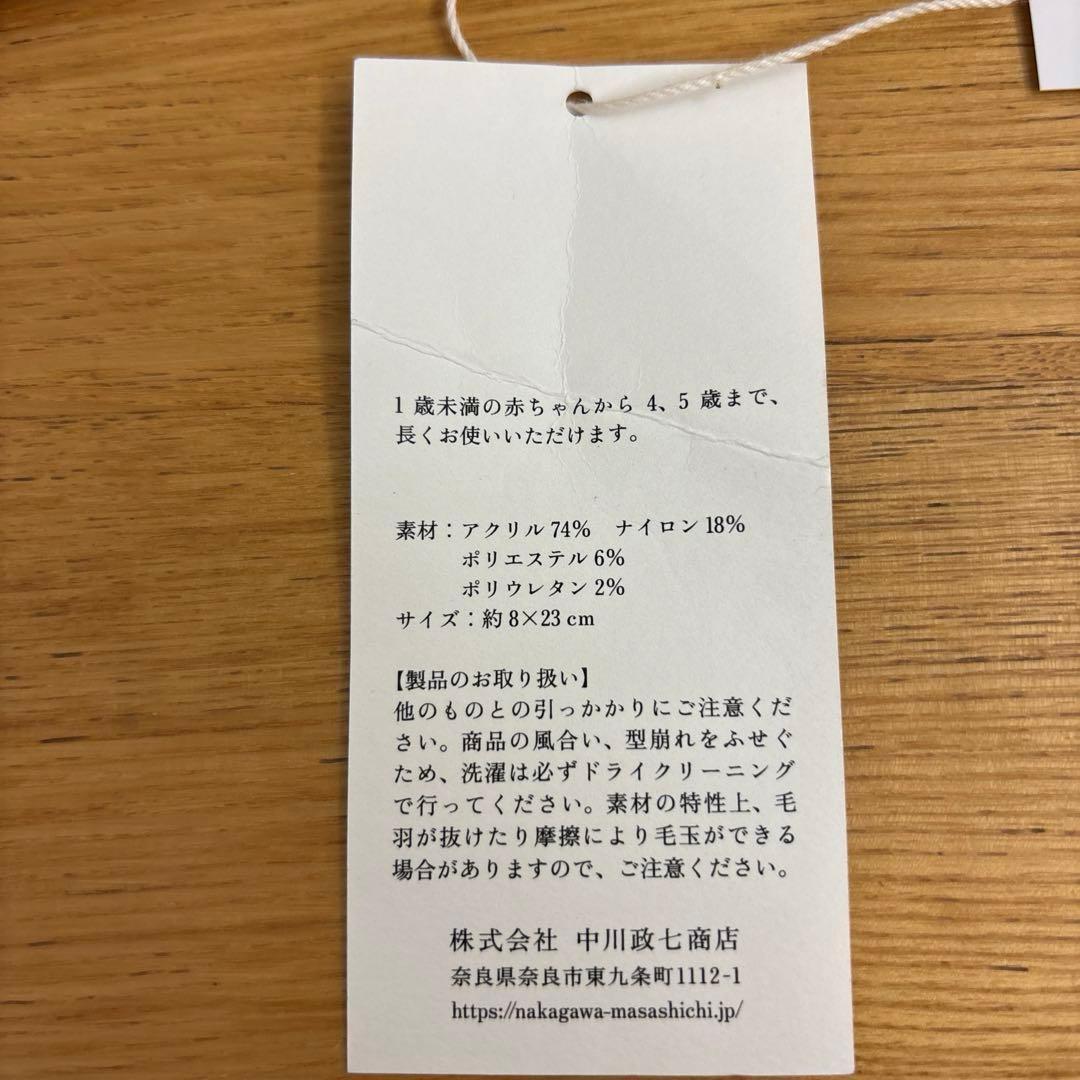 1 歳未満の赤ちゃんから 4、5 歳まで、
長くお使いいただけます。
素材：アクリル 74%　ナイロン 18%
ポリエステル 6%
ポリウレタン 2%
サイズ：約 8×23 cm
【製品のお取り扱い】
他のものとの引っかかりにご注意くだ
さい。商品の風合い、型崩れをふせぐ
ため、洗濯は必ずドライクリーニング
で行ってください。素材の特性上、毛
羽が抜けたり摩擦により毛玉ができる
場合がありますので、ご注意ください。
株式会社 中川政七商店
奈良県奈良市東九条町1112-1
https://nakagawa-masashichi.jp/